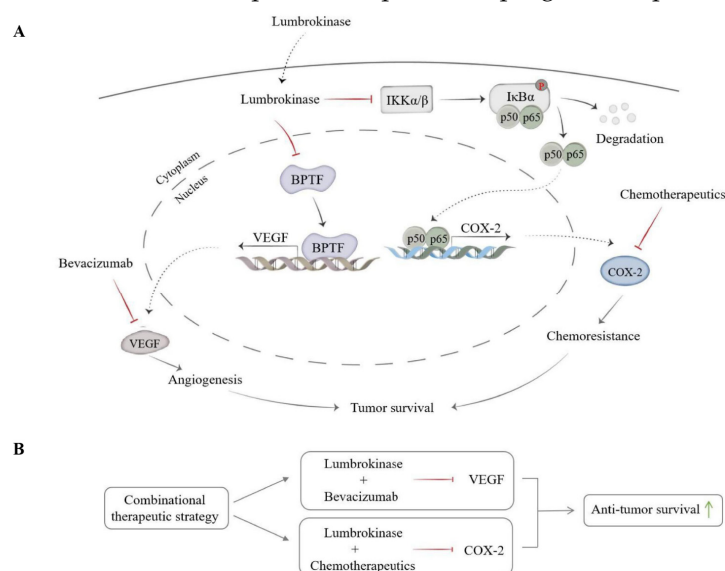 A
Lumbrokinase
Lumbrokinase
IKKα/β
IκBα
P
p50 p65
Degradation
p50 p65
Cytoplasm
Nucleus
BPTF
Chemotherapeutics
VEGF
BPTF
p50 p65
COX-2
Bevacizumab
COX-2
VEGF
Chemoresistance
Angiogenesis
Tumor survival
B
Combinational
therapeutic strategy
Lumbrokinase
+
Bevacizumab
VEGF
Lumbrokinase
+
Chemotherapeutics
COX-2
Anti-tumor survival